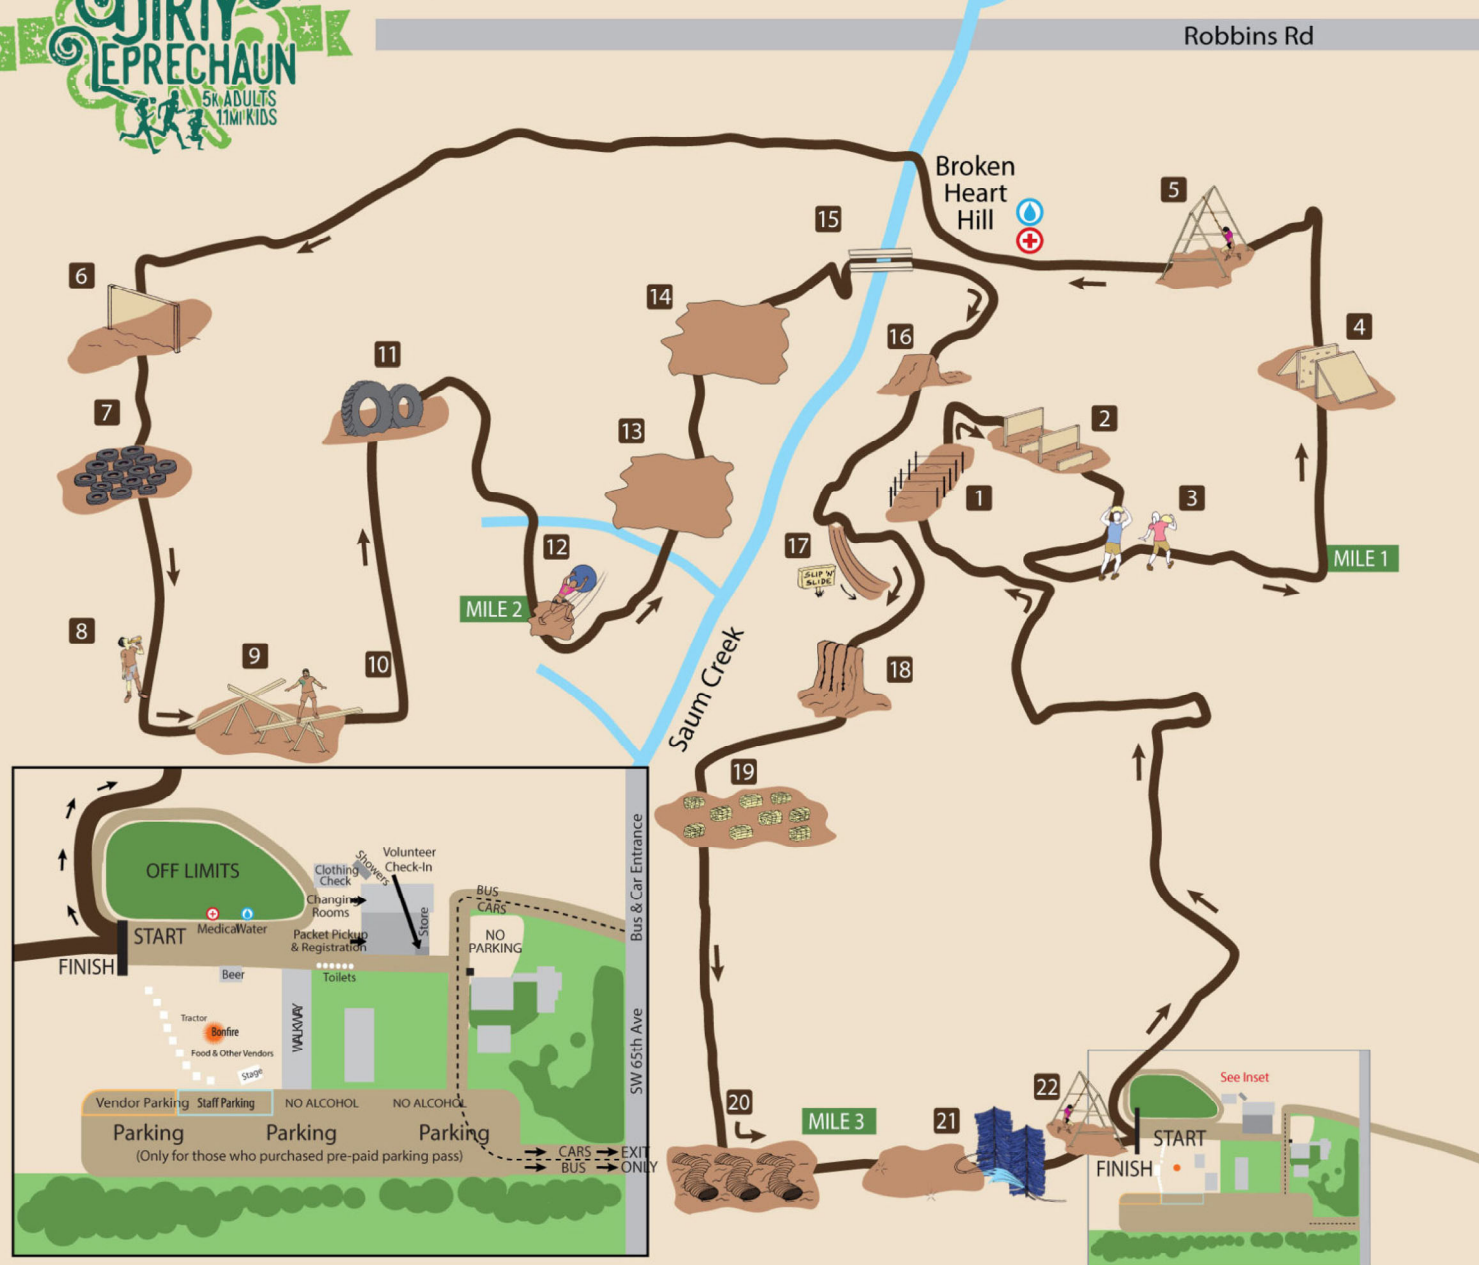 DIRTY
LEPRECHAUN
5K ADULTS
1.1MI KIDS
Robbins Rd
Broken
Heart
Hill
5
15
6
14
4
16
11
7
2
13
1
3
17
12
MILE 1
SLIP 'N'
SLIDE
MILE 2
8
9
10
18
Saum Creek
19
20
MILE 3
21
22
See Inset
START
FINISH
OFF LIMITS
Medical
Water
START
FINISH
Clothing
Check
Showers
Volunteer
Check-In
Changing
Rooms
Store
Packet Pickup
& Registration
Toilets
BUS
CARS
NO
PARKING
Bus & Car Entrance
SW 65th Ave
Beer
WALKWAY
Tractor
Bonfire
Food & Other Vendors
Stage
Vendor Parking
Staff Parking
NO ALCOHOL
NO ALCOHOL
Parking
Parking
Parking
(Only for those who purchased pre-paid parking pass)
CARS
EXIT
BUS
ONLY